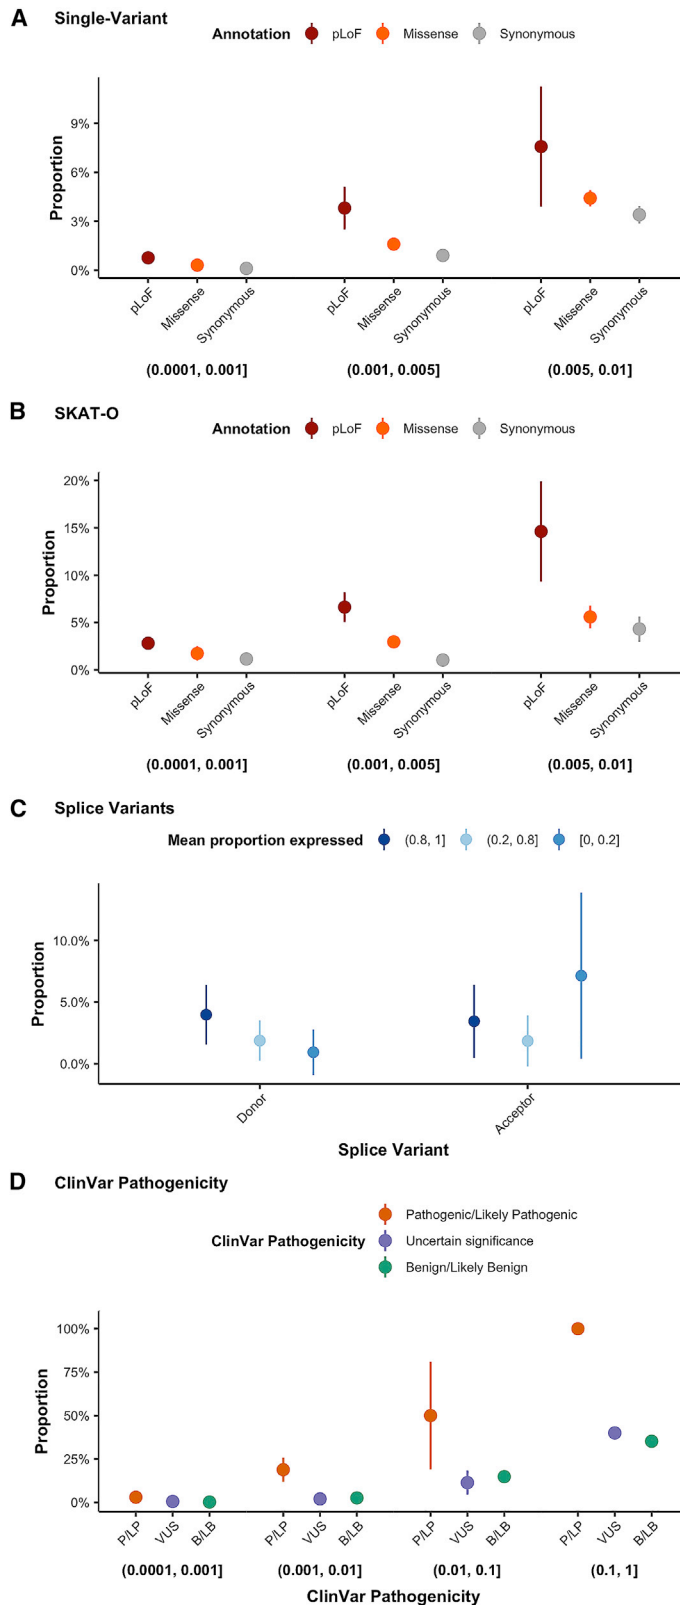 A Single-Variant
Annotation pLoF Missense Synonymous
Proportion
9%
6%
3%
0%
pLoF Missense Synonymous pLoF Missense Synonymous pLoF Missense Synonymous
(0.0001, 0.001] (0.001, 0.005] (0.005, 0.01]
B SKAT-O
Annotation pLoF Missense Synonymous
Proportion
20%
15%
10%
5%
0%
pLoF Missense Synonymous pLoF Missense Synonymous pLoF Missense Synonymous
(0.0001, 0.001] (0.001, 0.005] (0.005, 0.01]
C Splice Variants
Mean proportion expressed (0.8, 1] (0.2, 0.8] [0, 0.2]
Proportion
10.0%
5.0%
0.0%
Donor Acceptor
Splice Variant
D ClinVar Pathogenicity
Pathogenic/Likely Pathogenic
ClinVar Pathogenicity Uncertain significance
Benign/Likely Benign
Proportion
100%
75%
50%
25%
0%
P/LP VUS B/LB P/LP VUS B/LB P/LP VUS B/LB P/LP VUS B/LB
(0.0001, 0.001] (0.001, 0.01] (0.01, 0.1] (0.1, 1]
ClinVar Pathogenicity